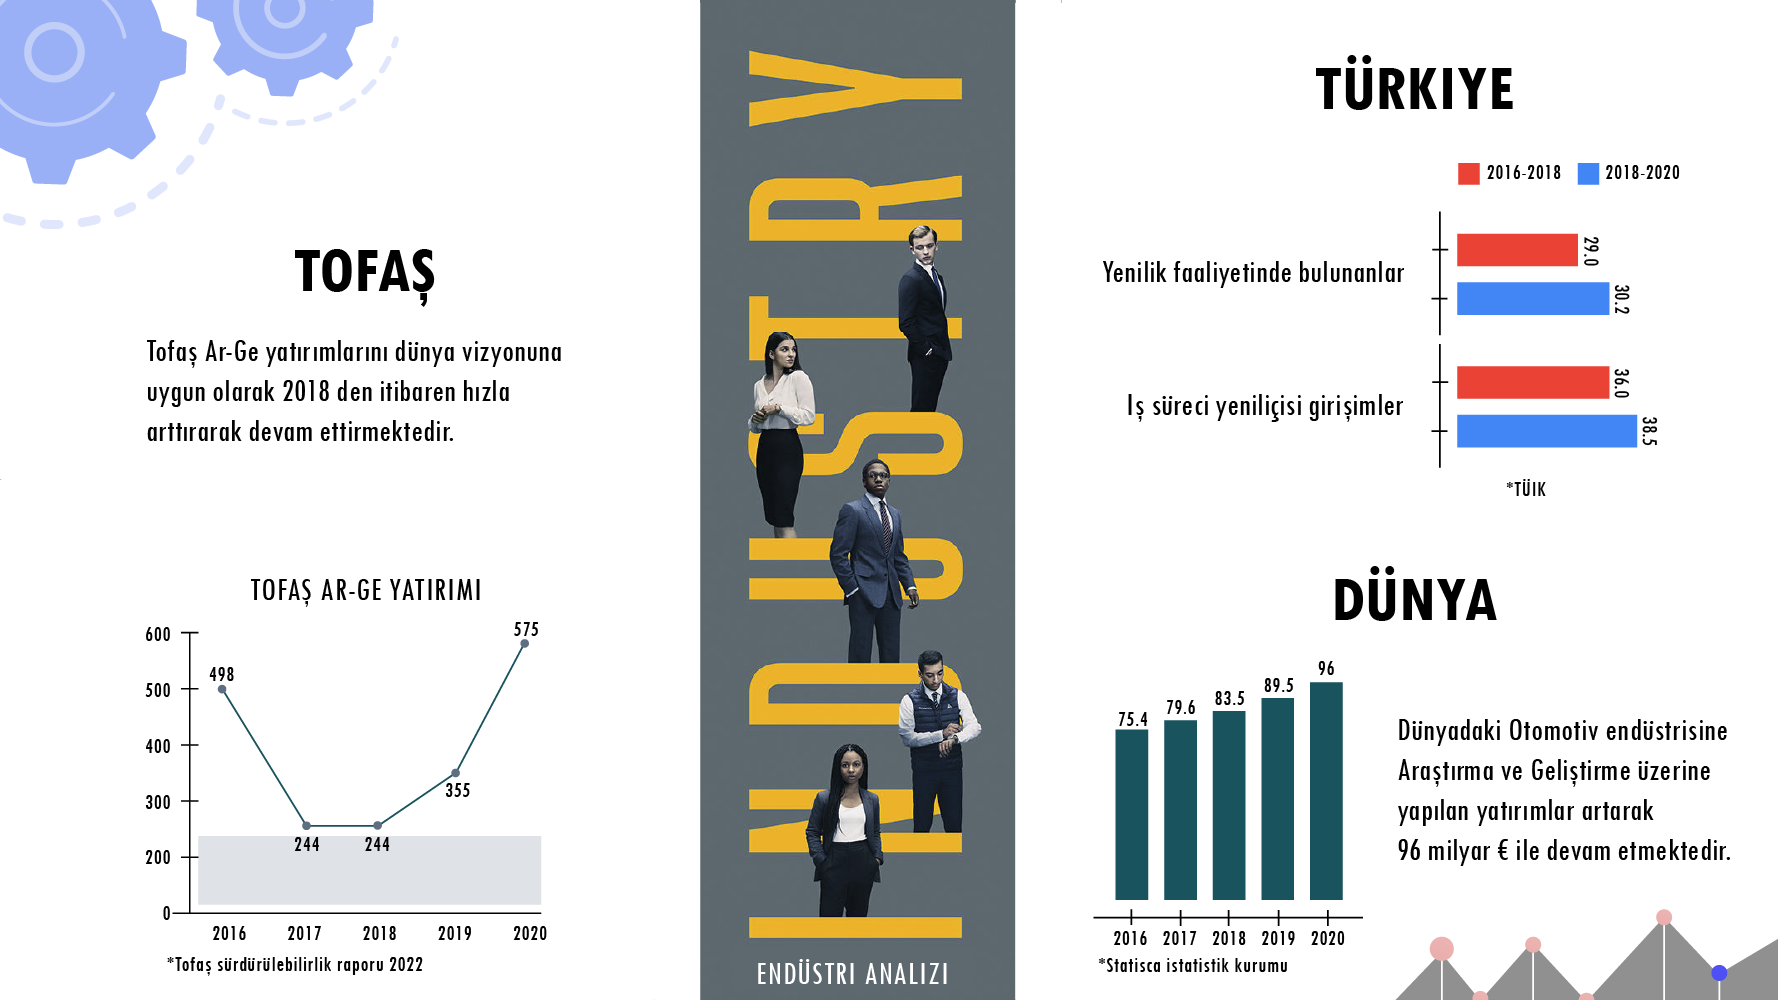 TOFAŞ
Tofaş Ar-Ge yatırımlarını dünya vizyonuna
uygun olarak 2018 den itibaren hızla
arttırarak devam ettirmektedir.
TOFAŞ AR-GE YATIRIMI
600
500
400
300
200
0
498
244
244
355
575
2016 2017 2018 2019 2020
*Tofaş sürdürülebilirlik raporu 2022
INDUSTRY
ENDÜSTRI ANALIZI
TÜRKIYE
2016-2018 2018-2020
Yenilik faaliyetinde bulunanlar
29.0
30.2
Iş süreci yeniliçisi girişimler
36.0
38.5
*TÜIK
DÜNYA
75.4 79.6 83.5 89.5 96
2016 2017 2018 2019 2020
*Statisca istatistik kurumu
Dünyadaki Otomotiv endüstrisine
Araştırma ve Geliştirme üzerine
yapılan yatırımlar artarak
96 milyar € ile devam etmektedir.